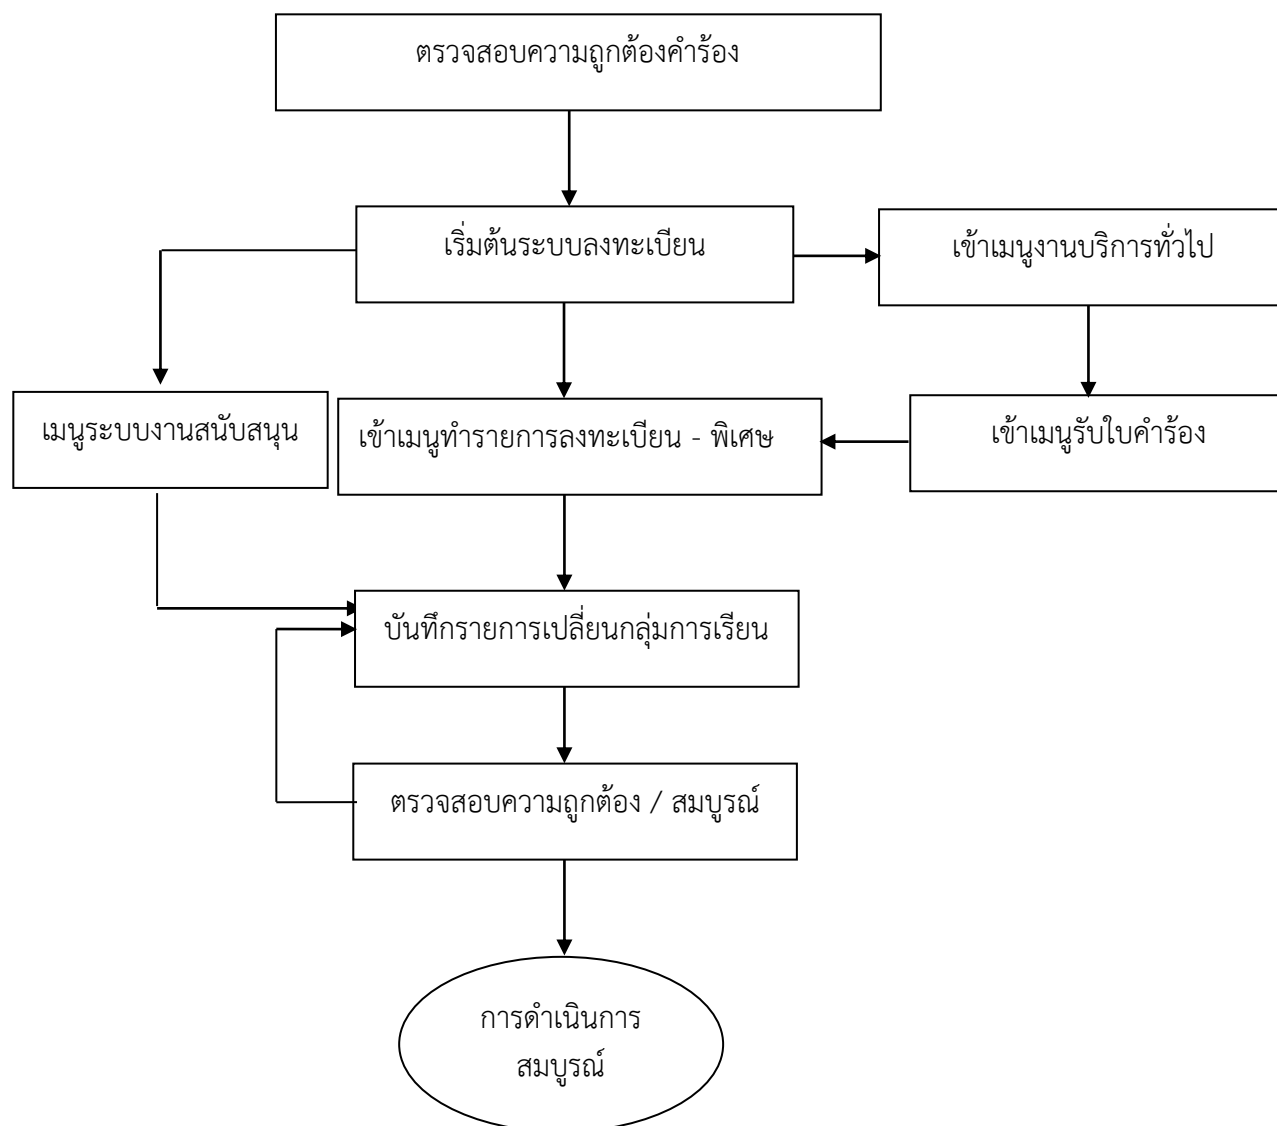 ตรวจสอบความถูกต้องคำร้อง
เริ่มต้นระบบลงทะเบียน
เข้าเมนูงานบริการทั่วไป
เมนูระบบงานสนับสนุน
เข้าเมนูทำรายการลงทะเบียน - พิเศษ
เข้าเมนูรับใบคำร้อง
บันทึกรายการเปลี่ยนกลุ่มการเรียน
ตรวจสอบความถูกต้อง / สมบูรณ์
การดำเนินการ
สมบูรณ์